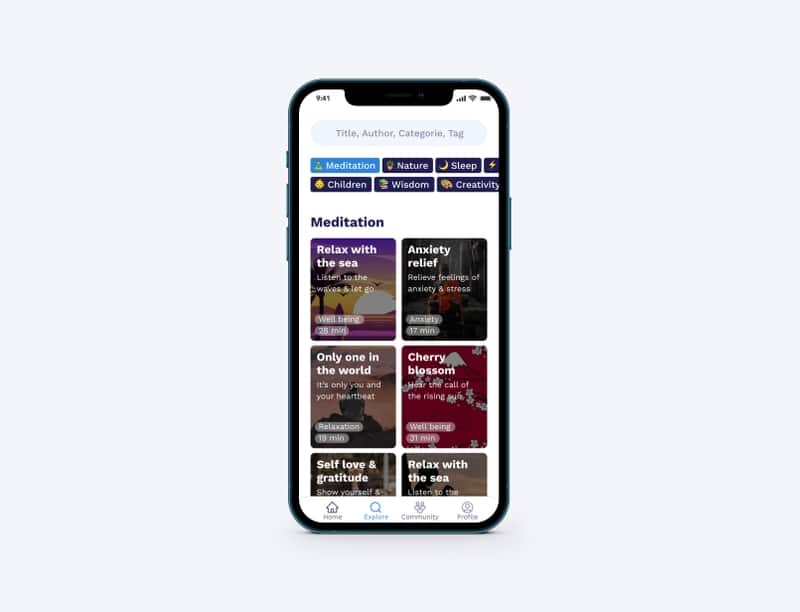 9:41
Title, Author, Categorie, Tag
Meditation Nature Sleep
Children Wisdom Creativity
Meditation
Relax with
the sea
Listen to the
waves & let go
Well being
28 min
Anxiety
relief
Relieve feelings of
anxiety & stress
Anxiety
17 min
Only one in
the world
It's only you and
your heartbeat
Relaxation
19 min
Cherry
blossom
Hear the call of
the rising sun
Well being
31 min
Self love &
gratitude
Show yourself &
Relax with
the sea
Listen to the
Home Explore Community Profile